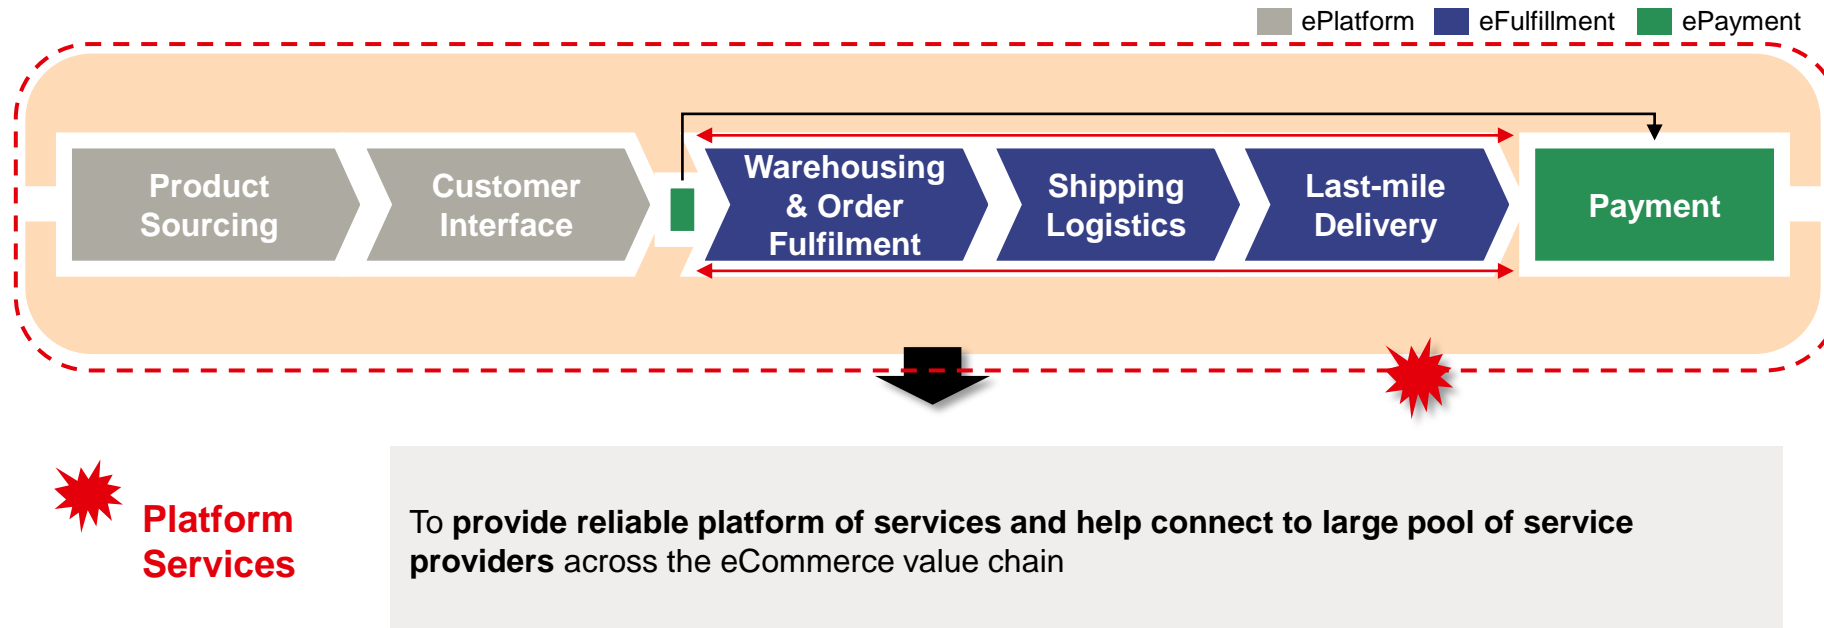 ePlatform eFulfillment ePayment
Product
Sourcing
Customer
Interface
Warehousing
& Order
Fulfilment
Shipping
Logistics
Last-mile
Delivery
Payment
Platform
Services
To provide reliable platform of services and help connect to large pool of service
providers across the eCommerce value chain